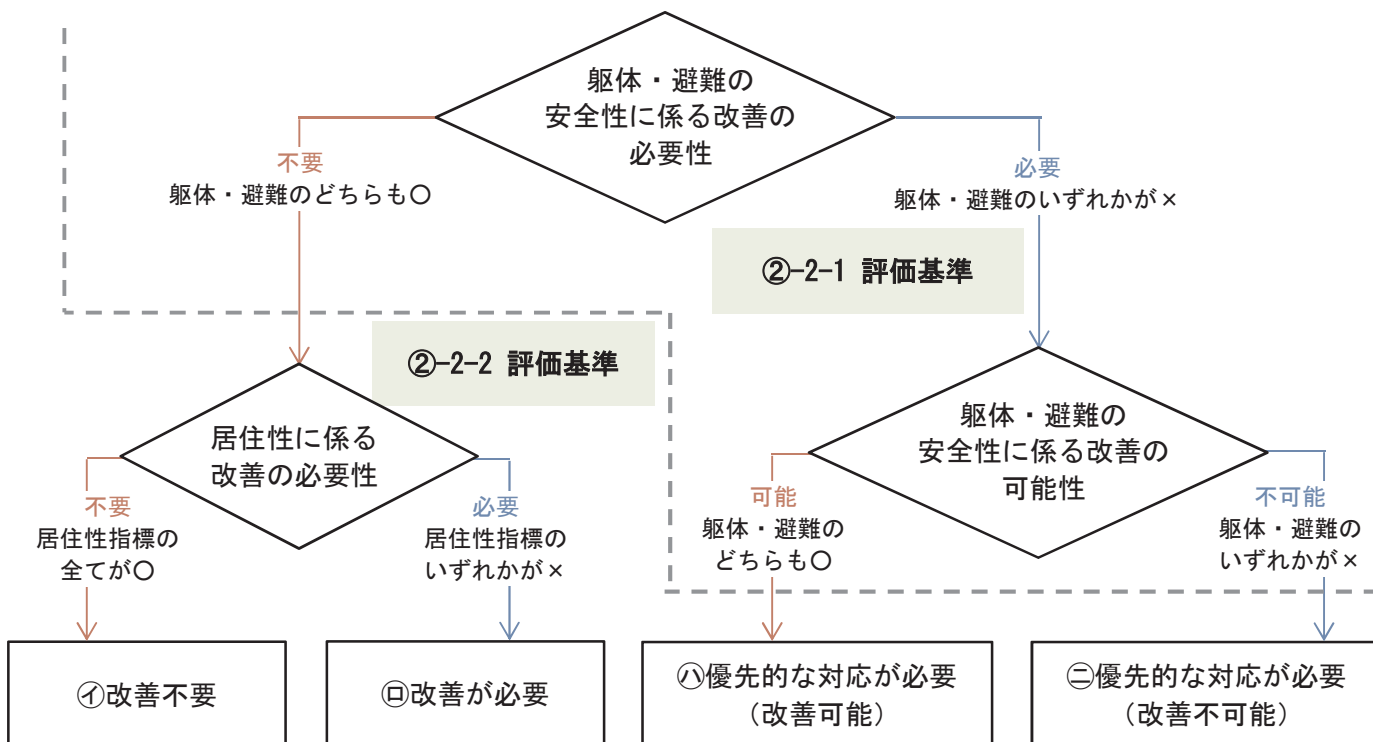 躯体・避難の
安全性に係る改善の
必要性
不要
躯体・避難のどちらも〇
必要
躯体・避難のいずれかが×
②-2-1 評価基準
②-2-2 評価基準
居住性に係る
改善の必要性
不要
居住性指標の
全てが〇
必要
居住性指標の
いずれかが×
躯体・避難の
安全性に係る改善の
可能性
可能
躯体・避難の
どちらも〇
不可能
躯体・避難の
いずれかが×
㋑改善不要
㋺改善が必要
㋩優先的な対応が必要
（改善可能）
㋥優先的な対応が必要
（改善不可能）